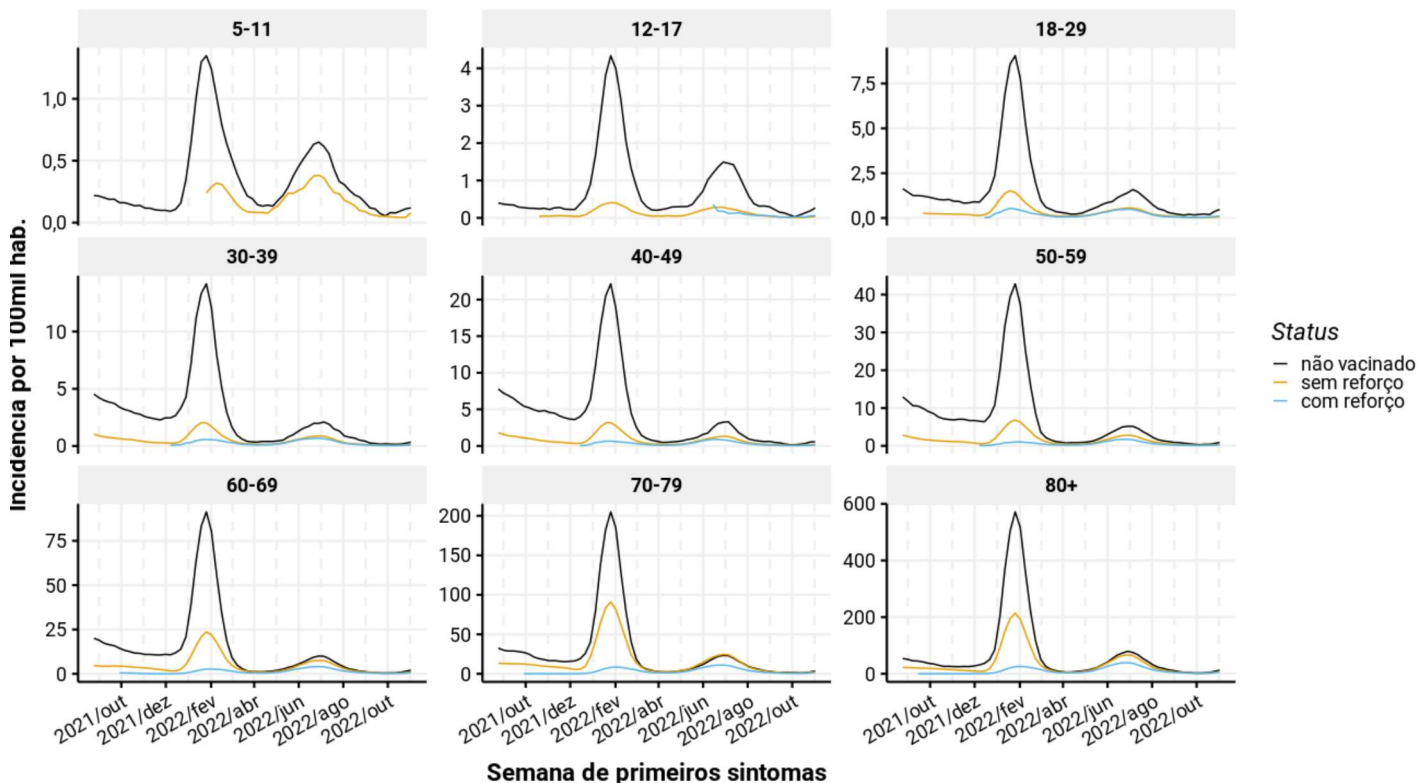 5-11
12-17
18-29
1,0
0,5
0,0
4
3
2
1
0
7,5
5,0
2,5
0,0
30-39
40-49
50-59
10
5
0
20
15
10
5
0
40
30
20
10
0
60-69
70-79
80+
75
50
25
0
200
150
100
50
0
600
400
200
0
2021/out
2021/dez
2022/fev
2022/abr
2022/jun
2022/ago
2022/out
2021/out
2021/dez
2022/fev
2022/abr
2022/jun
2022/ago
2022/out
2021/out
2021/dez
2022/fev
2022/abr
2022/jun
2022/ago
2022/out
Incidencia por 100mil hab.
Semana de primeiros sintomas
Status
não vacinado
sem reforço
com reforço